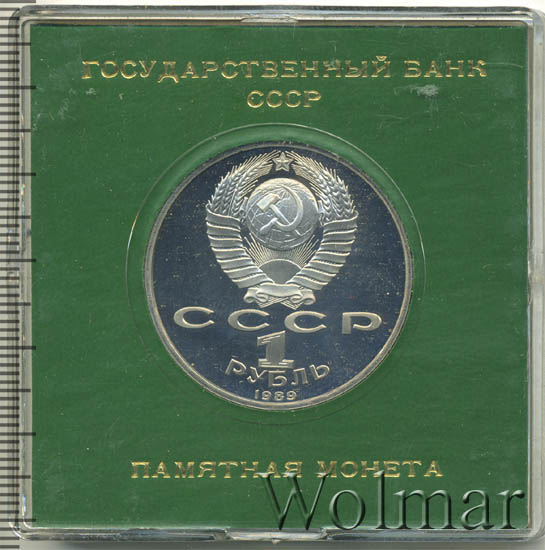 ГОСУДАРСТВЕННЫЙ БАНК
СССР
СССР
1
РУБЛЬ
1989
ПАМЯТНАЯ МОНЕТА
Wolmar